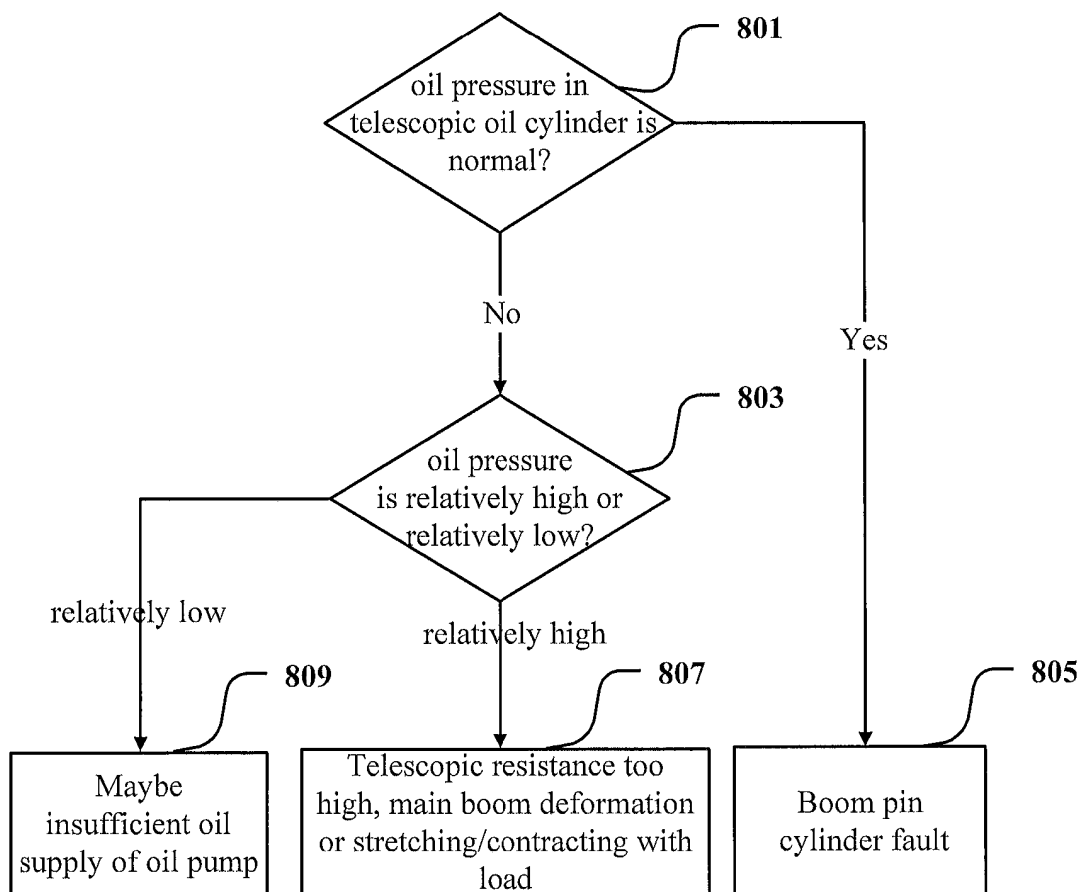 801
oil pressure in
telescopic oil cylinder is
normal?
No
Yes
803
oil pressure
is relatively high or
relatively low?
relatively low
relatively high
809
807
805
Maybe
insufficient oil
supply of oil pump
Telescopic resistance too
high, main boom deformation
or stretching/contracting with
load
Boom pin
cylinder fault